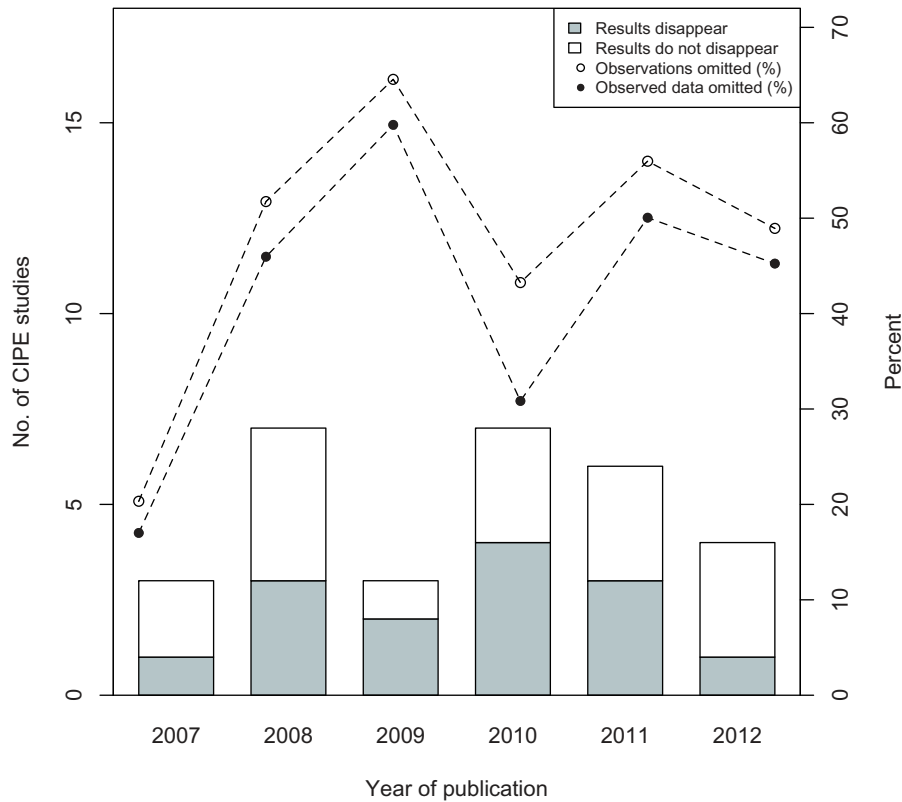 Results disappear
Results do not disappear
Observations omitted (%)
Observed data omitted (%)
No. of CIPE studies
15
10
5
0
70
60
50
40
30
20
10
0
Percent
2007 2008 2009 2010 2011 2012
Year of publication